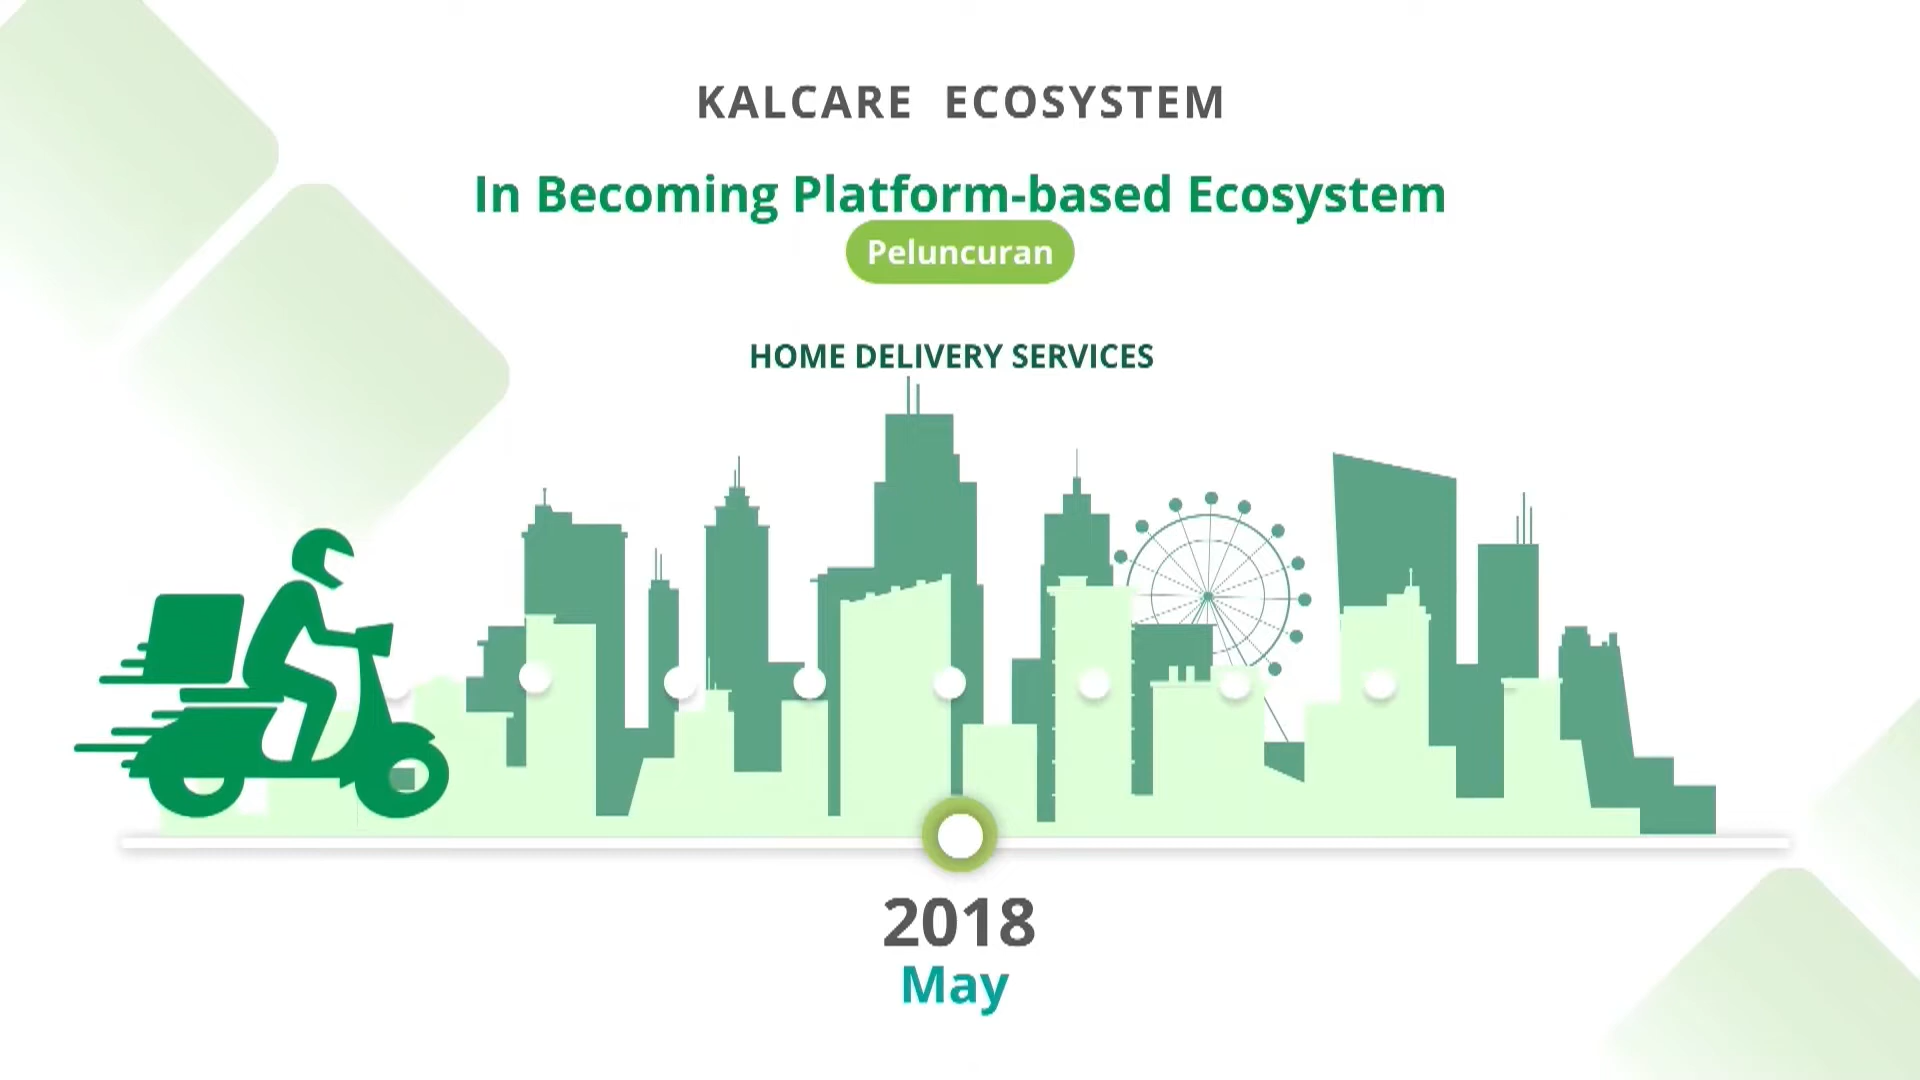 KALCARE ECOSYSTEM
In Becoming Platform-based Ecosystem
Peluncuran
HOME DELIVERY SERVICES
2018
May